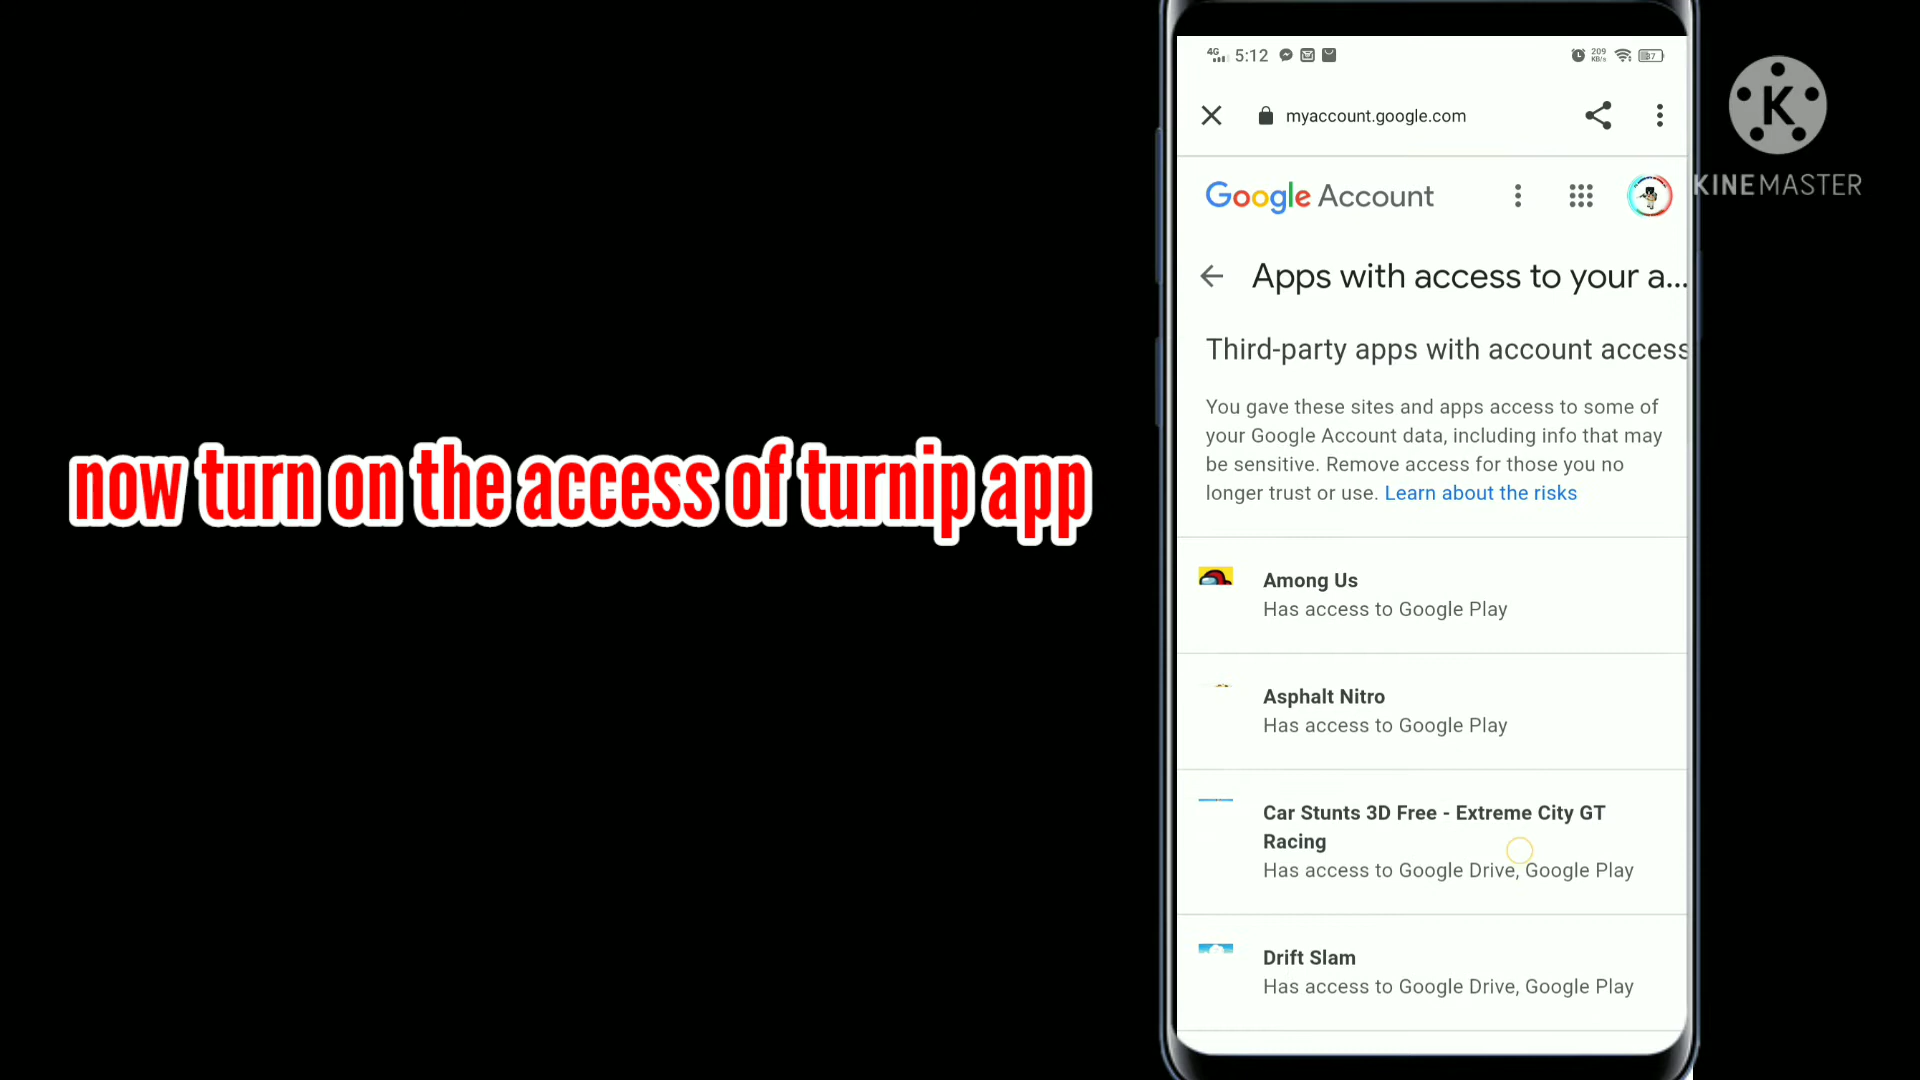 4G 5:12 209 KB/s 37
myaccount.google.com
K
KINEMASTER
Google Account
Apps with access to your a...
Third-party apps with account access
You gave these sites and apps access to some of
your Google Account data, including info that may
be sensitive. Remove access for those you no
longer trust or use. Learn about the risks
now turn on the access of turnip app
Among Us
Has access to Google Play
Asphalt Nitro
Has access to Google Play
Car Stunts 3D Free - Extreme City GT
Racing
Has access to Google Drive, Google Play
Drift Slam
Has access to Google Drive, Google Play